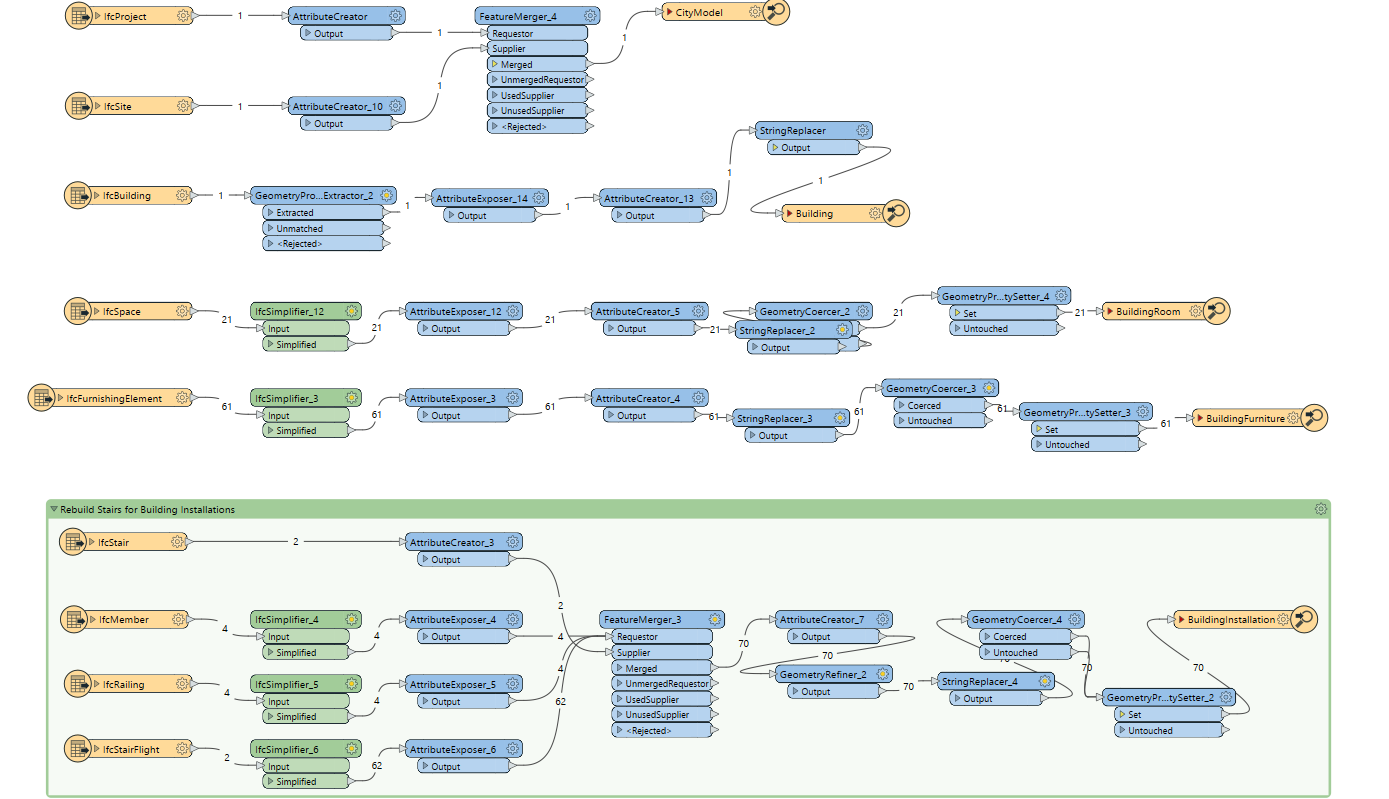 IfcProject
1
AttributeCreator
Output
1
FeatureMerger_4
Requestor
Supplier
Merged
UnmergedRequestor
UsedSupplier
UnusedSupplier
<Rejected>
1
CityModel
IfcSite
1
AttributeCreator_10
Output
1
IfcBuilding
1
GeometryPro...Extractor_2
Extracted
Unmatched
<Rejected>
1
AttributeExposer_14
Output
1
AttributeCreator_13
Output
1
StringReplacer
Output
1
Building
IfcSpace
21
IfcSimplifier_12
Input
Simplified
21
AttributeExposer_12
Output
21
AttributeCreator_5
Output
21
GeometryCoercer_2
StringReplacer_2
Output
21
GeometryPr...tySetter_4
Set
Untouched
21
BuildingRoom
IfcFurnishingElement
61
IfcSimplifier_3
Input
Simplified
61
AttributeExposer_3
Output
61
AttributeCreator_4
Output
61
StringReplacer_3
Output
61
GeometryCoercer_3
Coerced
Untouched
61
GeometryPr...tySetter_3
Set
Untouched
61
BuildingFurniture
Rebuild Stairs for Building Installations
IfcStair
2
AttributeCreator_3
Output
2
IfcMember
4
IfcSimplifier_4
Input
Simplified
4
AttributeExposer_4
Output
4
IfcRailing
4
IfcSimplifier_5
Input
Simplified
4
AttributeExposer_5
Output
4
IfcStairFlight
2
IfcSimplifier_6
Input
Simplified
62
AttributeExposer_6
Output
62
FeatureMerger_3
Requestor
Supplier
Merged
UnmergedRequestor
UsedSupplier
UnusedSupplier
<Rejected>
70
AttributeCreator_7
Output
70
GeometryRefiner_2
Output
70
StringReplacer_4
Output
70
GeometryCoercer_4
Coerced
Untouched
70
GeometryPr...tySetter_2
Set
Untouched
70
BuildingInstallation